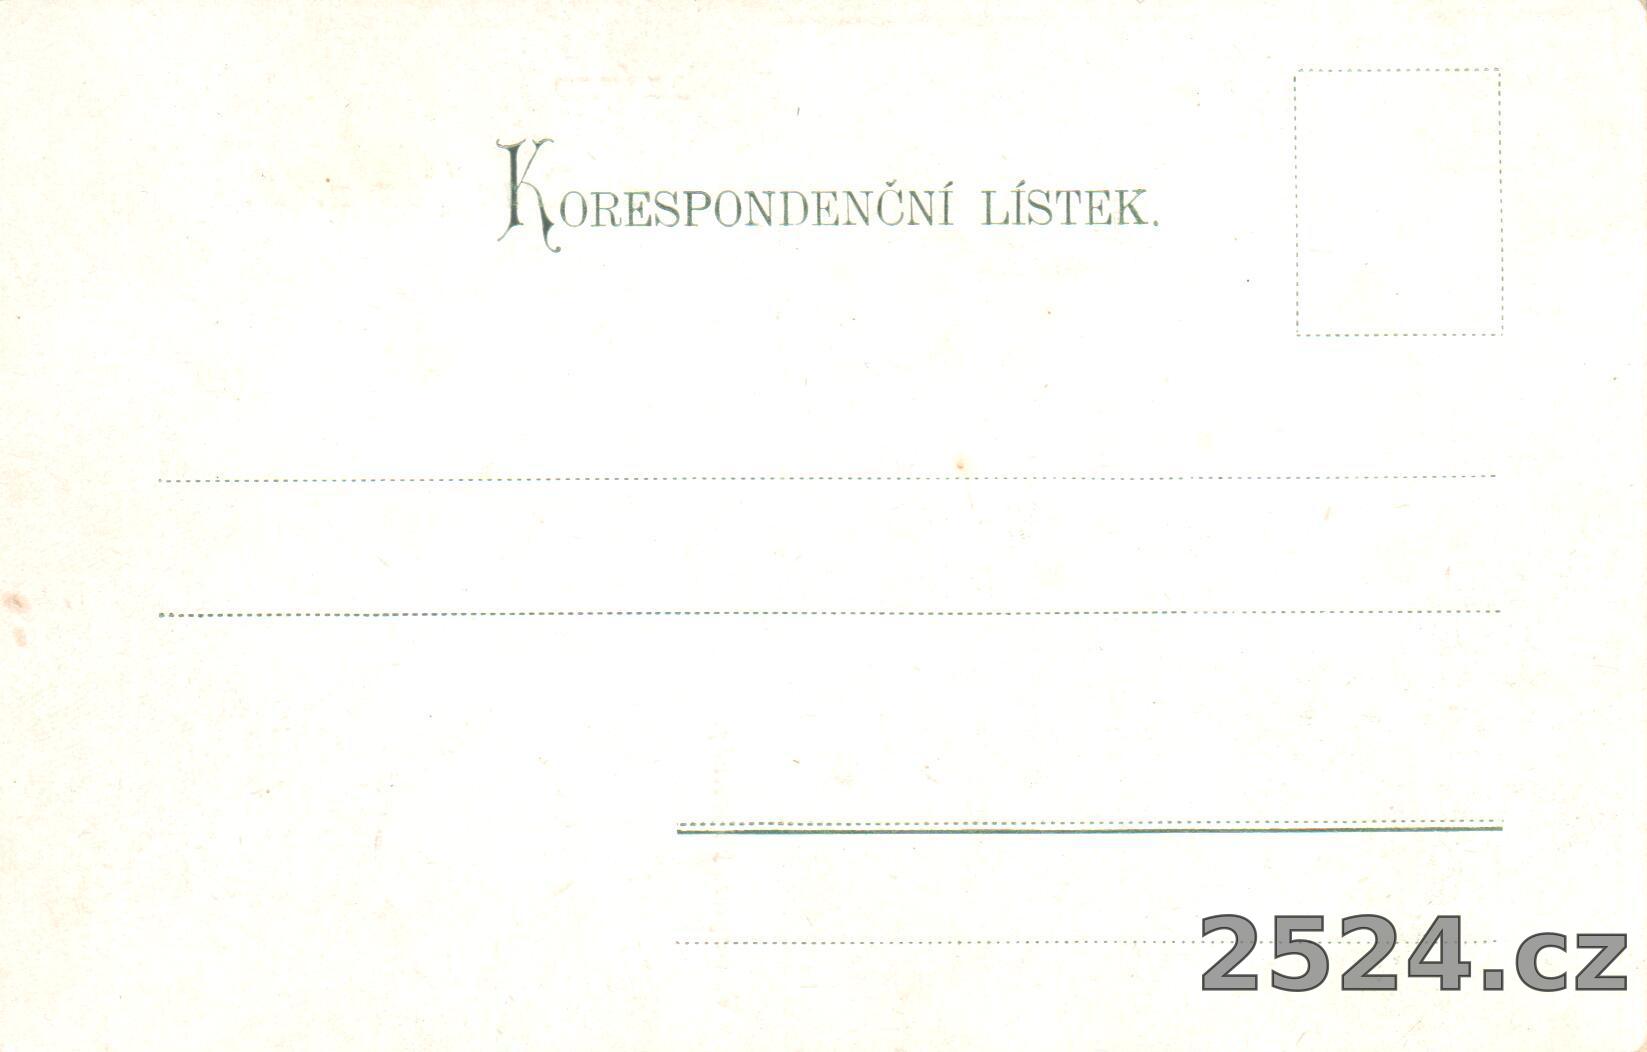 KORESPONDENČNÍ LÍSTEK.
2524.cz